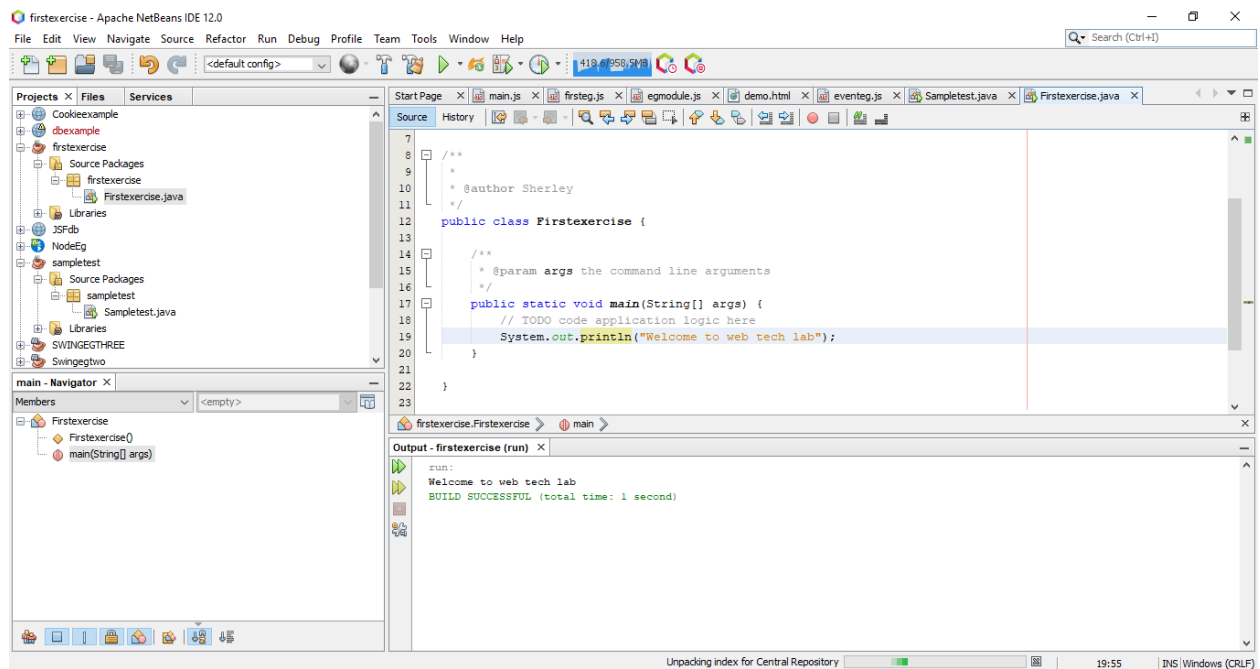 firstexercise - Apache NetBeans IDE 12.0
File Edit View Navigate Source Refactor Run Debug Profile Team Tools Window Help
Search (Ctrl+I)
<default config>
418.6/958.5MB
Projects Files Services
Cookieexample
dbexample
firstexercise
Source Packages
firstexercise
Firstexercise.java
Libraries
JSFdb
NodeEg
sampletest
Source Packages
sampletest
Sampletest.java
Libraries
SWINGEGTHREE
Swingegtwo
main - Navigator
Members <empty>
Firstexercise
Firstexercise()
main(String[] args)
Start Page main.js firsteg.js egmodule.js demo.html eventeg.js Sampletest.java Firstexercise.java
Source History
7
8 /**
9 *
10 * @author Sherley
11 */
12 public class Firstexercise {
13
14 /**
15 * @param args the command line arguments
16 */
17 public static void main(String[] args) {
18 // TODO code application logic here
19 System.out.println("Welcome to web tech lab");
20 }
21
22 }
23
firstexercise.Firstexercise main
Output - firstexercise (run)
run:
Welcome to web tech lab
BUILD SUCCESSFUL (total time: 1 second)
Unpacking index for Central Repository 19:55 INS Windows (CRLF)